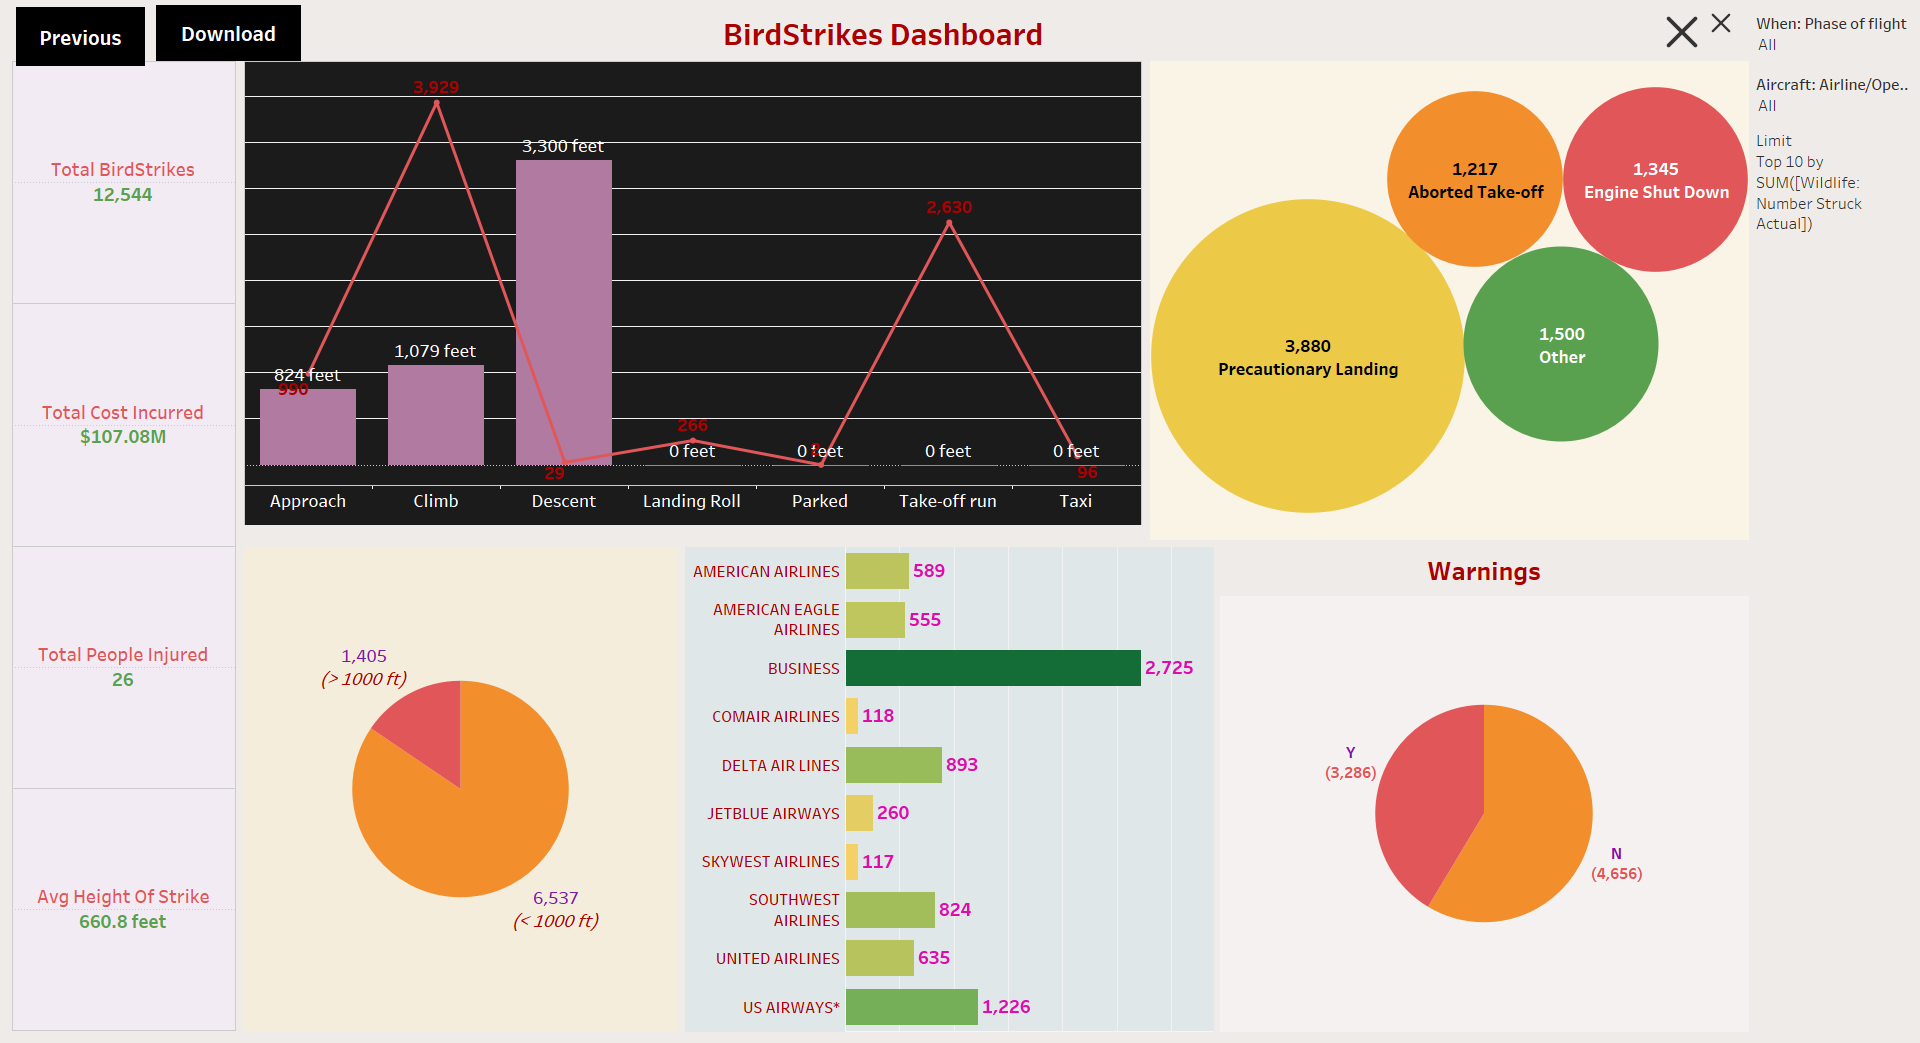 Previous
Download
BirdStrikes Dashboard
When: Phase of flight
All
Aircraft: Airline/Ope..
All
Limit
Top 10 by
SUM([Wildlife:
Number Struck
Actual])
Total BirdStrikes
12,544
Total Cost Incurred
$107.08M
Total People Injured
26
Avg Height Of Strike
660.8 feet
3,929
3,300 feet
2,630
1,079 feet
824 feet
990
266
0 feet
0 feet
0 feet
0 feet
29
96
Approach
Climb
Descent
Landing Roll
Parked
Take-off run
Taxi
1,217
Aborted Take-off
1,345
Engine Shut Down
3,880
Precautionary Landing
1,500
Other
1,405
(> 1000 ft)
6,537
(< 1000 ft)
AMERICAN AIRLINES
589
AMERICAN EAGLE
AIRLINES
555
BUSINESS
2,725
COMAIR AIRLINES
118
DELTA AIR LINES
893
JETBLUE AIRWAYS
260
SKYWEST AIRLINES
117
SOUTHWEST
AIRLINES
824
UNITED AIRLINES
635
US AIRWAYS*
1,226
Warnings
Y
(3,286)
N
(4,656)